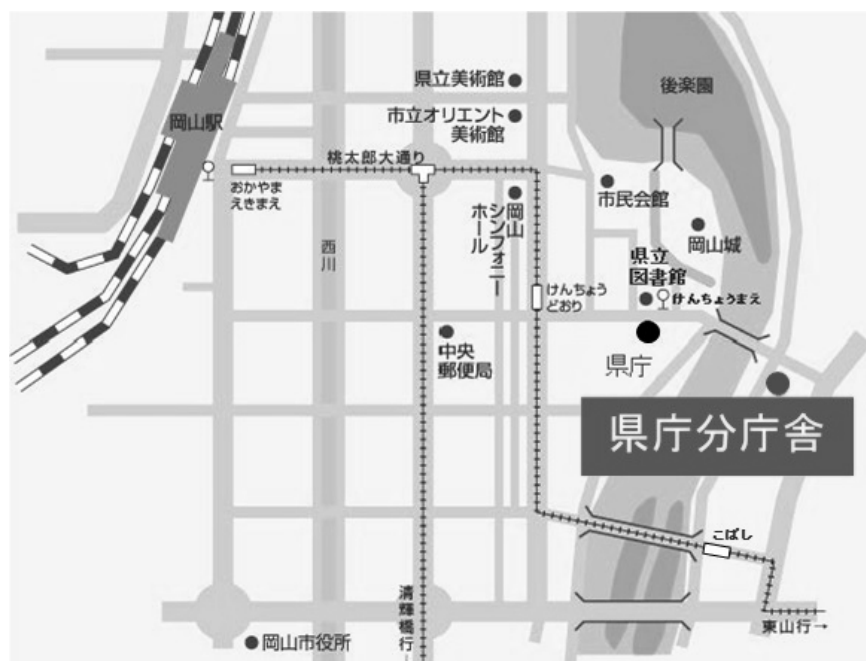 県立美術館
後楽園
市立オリエント
美術館
岡山駅
桃太郎大通り
おかやま
えきまえ
市民会館
岡山
シンフォニー
ホール
岡山城
西川
県立
図書館
けんちょうまえ
けんちょう
どおり
中央
郵便局
県庁
県庁分庁舎
こばし
清輝橋行
東山行→
岡山市役所